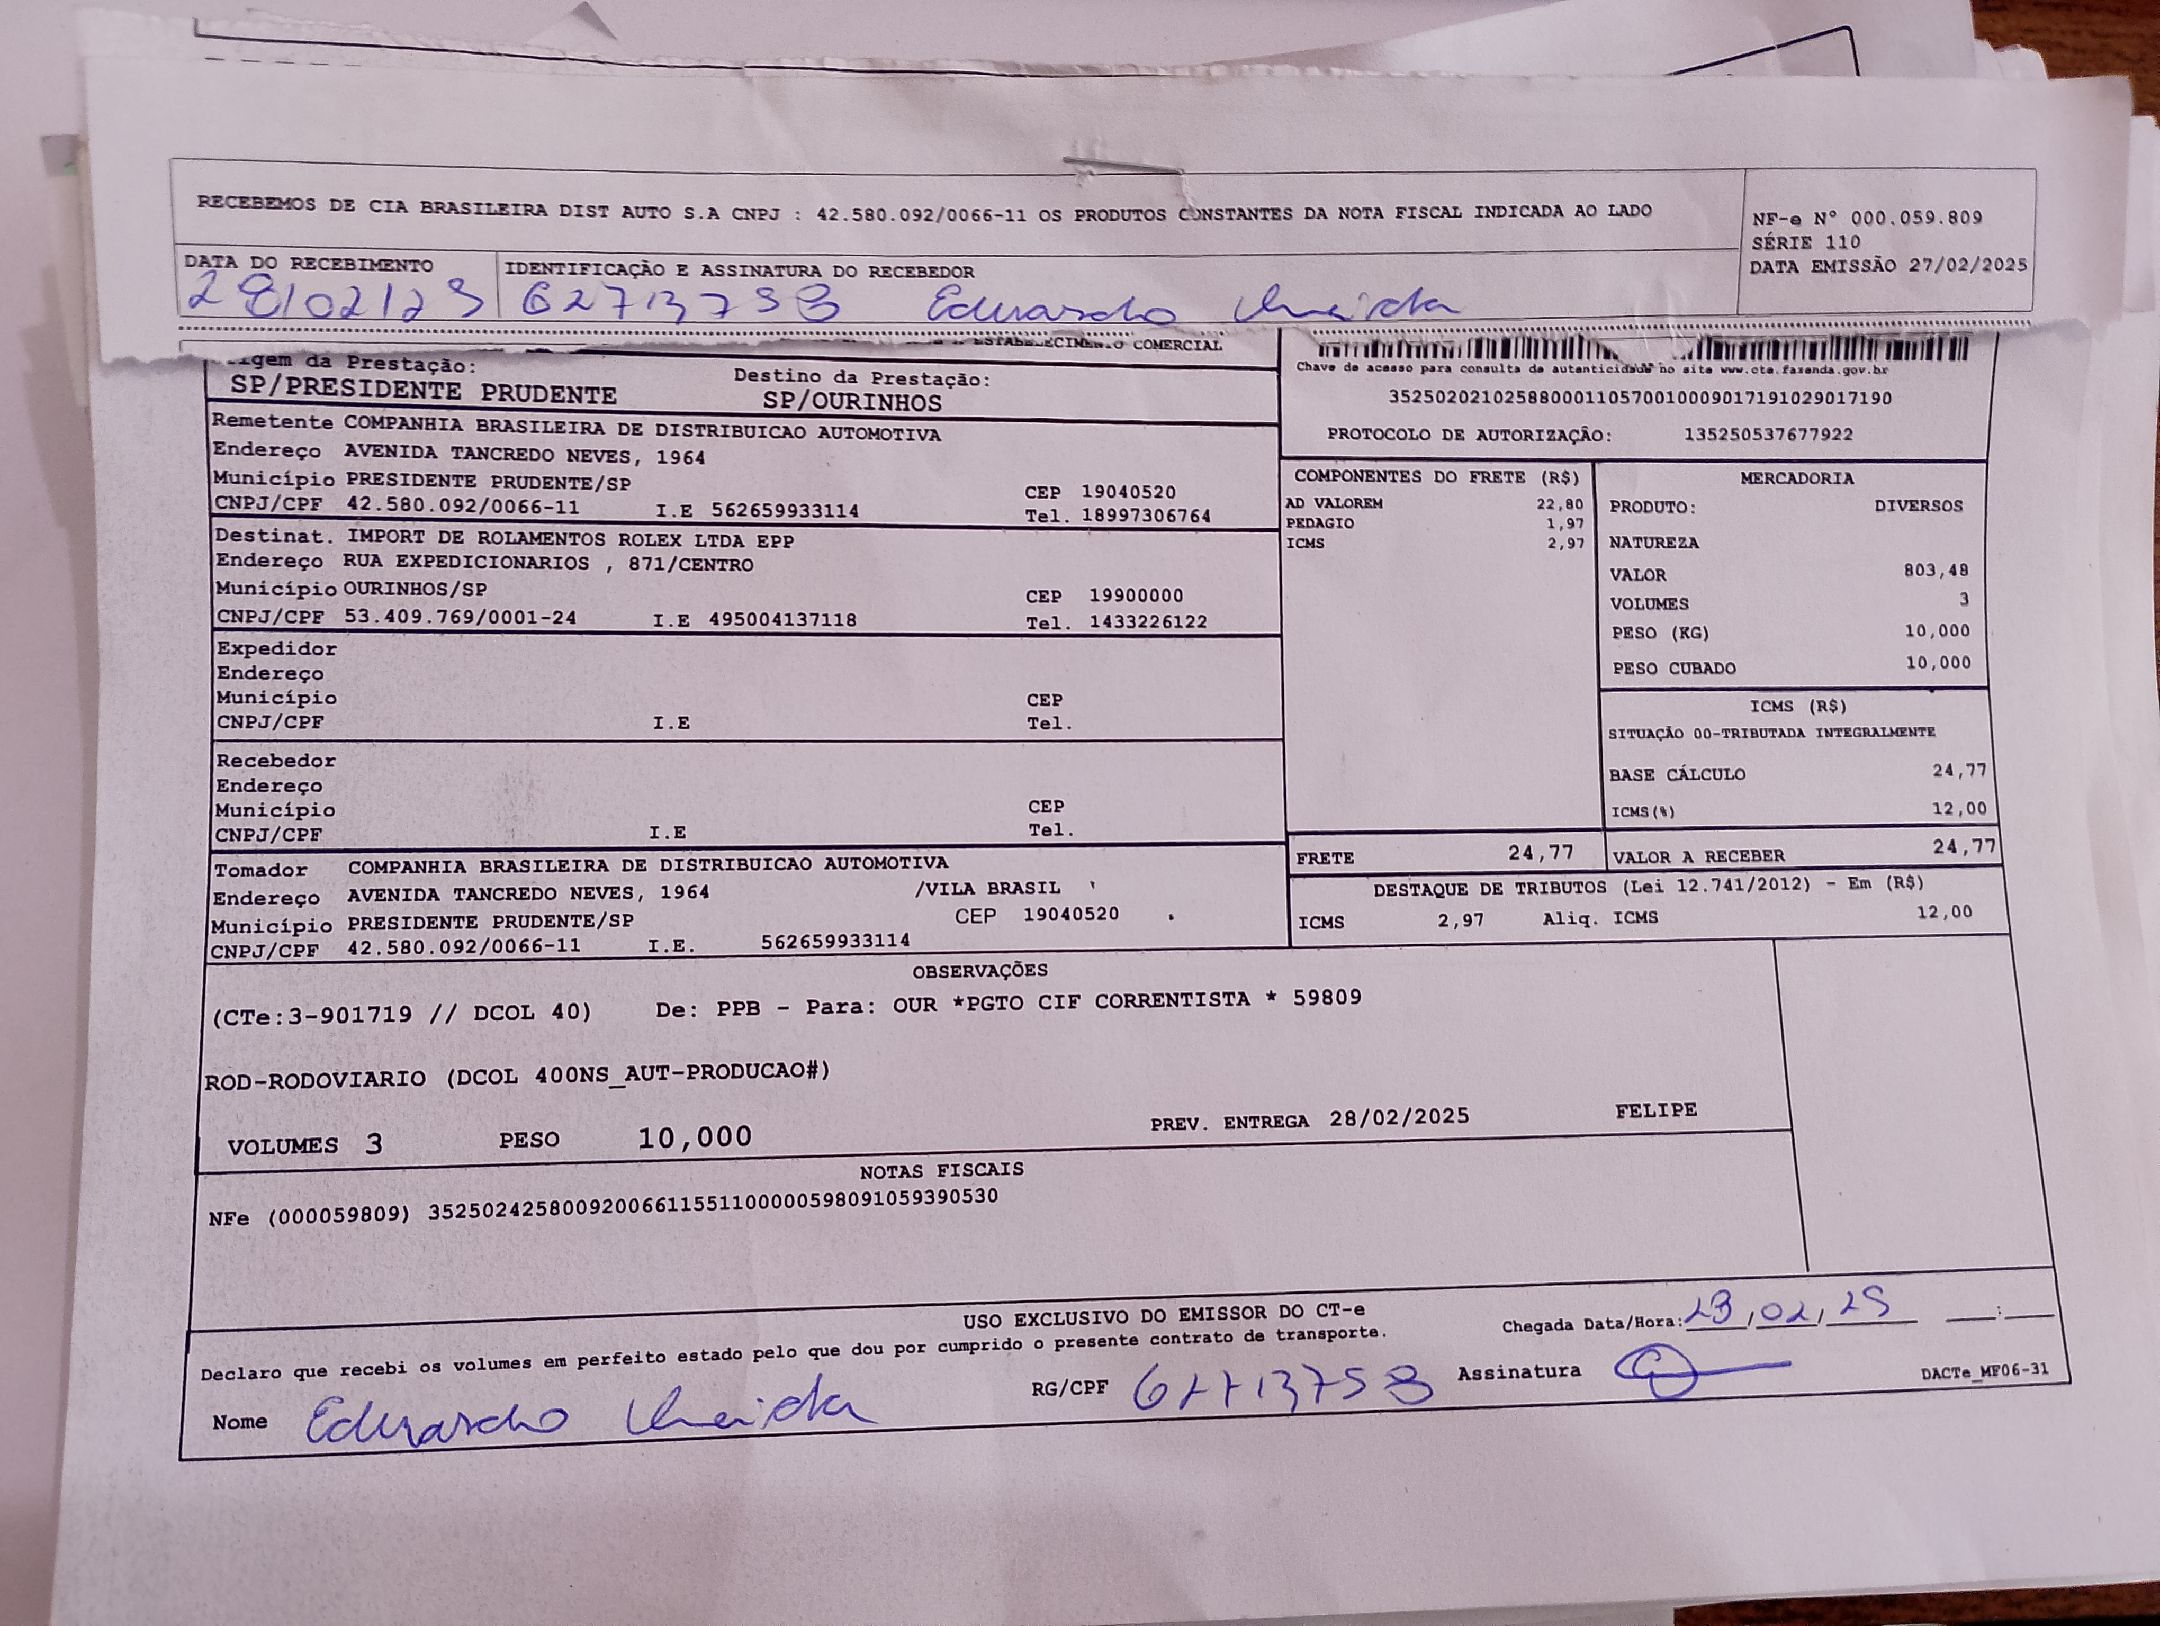 RECEBEMOS DE CIA BRASILEIRA DIST AUTO S.A CNPJ : 42.580.092/0066-11 OS PRODUTOS CONSTANTES DA NOTA FISCAL INDICADA AO LADO
NF-e N° 000.059.809
SÉRIE 110
DATA EMISSÃO 27/02/2025
DATA DO RECEBIMENTO
28/02/25
IDENTIFICAÇÃO E ASSINATURA DO RECEBEDOR
62713758 Eduardo
ESTABELECIMENTO COMERCIAL
Origem da Prestação:
SP/PRESIDENTE PRUDENTE
Destino da Prestação:
SP/OURINHOS
Chave de acesso para consulta de autenticidade no site www.cte.fazenda.gov.br
35250202102588000110570010009017191029017190
PROTOCOLO DE AUTORIZAÇÃO: 135250537677922
Remetente COMPANHIA BRASILEIRA DE DISTRIBUICAO AUTOMOTIVA
Endereço AVENIDA TANCREDO NEVES, 1964
Município PRESIDENTE PRUDENTE/SP CEP 19040520
CNPJ/CPF 42.580.092/0066-11 I.E 562659933114 Tel. 18997306764
Destinat. IMPORT DE ROLAMENTOS ROLEX LTDA EPP
Endereço RUA EXPEDICIONARIOS , 871/CENTRO
Município OURINHOS/SP CEP 19900000
CNPJ/CPF 53.409.769/0001-24 I.E 495004137118 Tel. 1433226122
Expedidor
Endereço
Município CEP
CNPJ/CPF I.E Tel.
Recebedor
Endereço
Município CEP
CNPJ/CPF I.E Tel.
Tomador COMPANHIA BRASILEIRA DE DISTRIBUICAO AUTOMOTIVA
Endereço AVENIDA TANCREDO NEVES, 1964 /VILA BRASIL
Município PRESIDENTE PRUDENTE/SP CEP 19040520
CNPJ/CPF 42.580.092/0066-11 I.E. 562659933114
COMPONENTES DO FRETE (R$)
AD VALOREM 22,80
PEDAGIO 1,97
ICMS 2,97
MERCADORIA
PRODUTO: DIVERSOS
NATUREZA
VALOR 803,48
VOLUMES 3
PESO (KG) 10,000
PESO CUBADO 10,000
ICMS (R$)
SITUAÇÃO 00-TRIBUTADA INTEGRALMENTE
BASE CÁLCULO 24,77
ICMS(%) 12,00
FRETE 24,77
VALOR A RECEBER 24,77
DESTAQUE DE TRIBUTOS (Lei 12.741/2012) - Em (R$)
ICMS 2,97 Aliq. ICMS 12,00
OBSERVAÇÕES
(CTe:3-901719 // DCOL 40) De: PPB - Para: OUR *PGTO CIF CORRENTISTA * 59809
ROD-RODOVIARIO (DCOL 400NS_AUT-PRODUCAO#)
VOLUMES 3 PESO 10,000 PREV. ENTREGA 28/02/2025 FELIPE
NOTAS FISCAIS
NFe (000059809) 35250242580092006611551100000598091059390530
USO EXCLUSIVO DO EMISSOR DO CT-e
Declaro que recebi os volumes em perfeito estado pelo que dou por cumprido o presente contrato de transporte.
Chegada Data/Hora: 28/02/25 __:__
Nome Eduardo
RG/CPF 62713758
Assinatura
DACTe_MF06-31